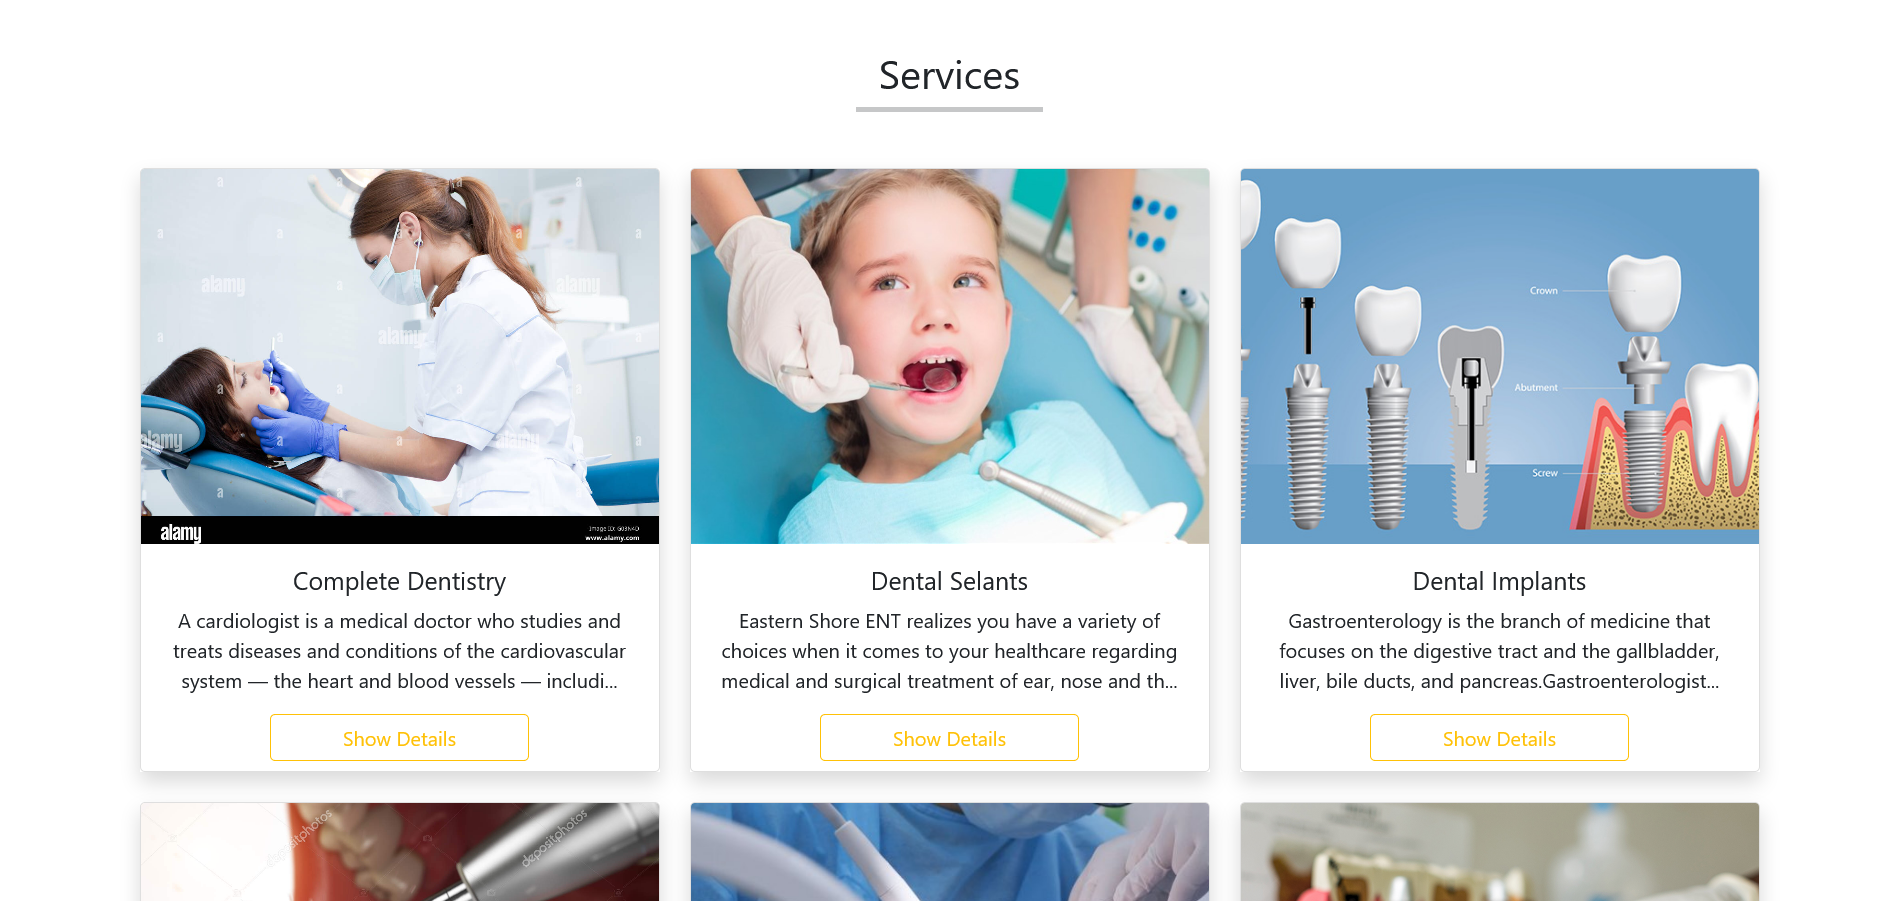 Services
alamy
alamy
alamy
alamy
alamy
alamy
Image ID: G03N4D
www.alamy.com
Crown
Abutment
Screw
Complete Dentistry
A cardiologist is a medical doctor who studies and
treats diseases and conditions of the cardiovascular
system — the heart and blood vessels — includi...
Show Details
Dental Selants
Eastern Shore ENT realizes you have a variety of
choices when it comes to your healthcare regarding
medical and surgical treatment of ear, nose and th...
Show Details
Dental Implants
Gastroenterology is the branch of medicine that
focuses on the digestive tract and the gallbladder,
liver, bile ducts, and pancreas.Gastroenterologist...
Show Details
depositphotos
depositphotos